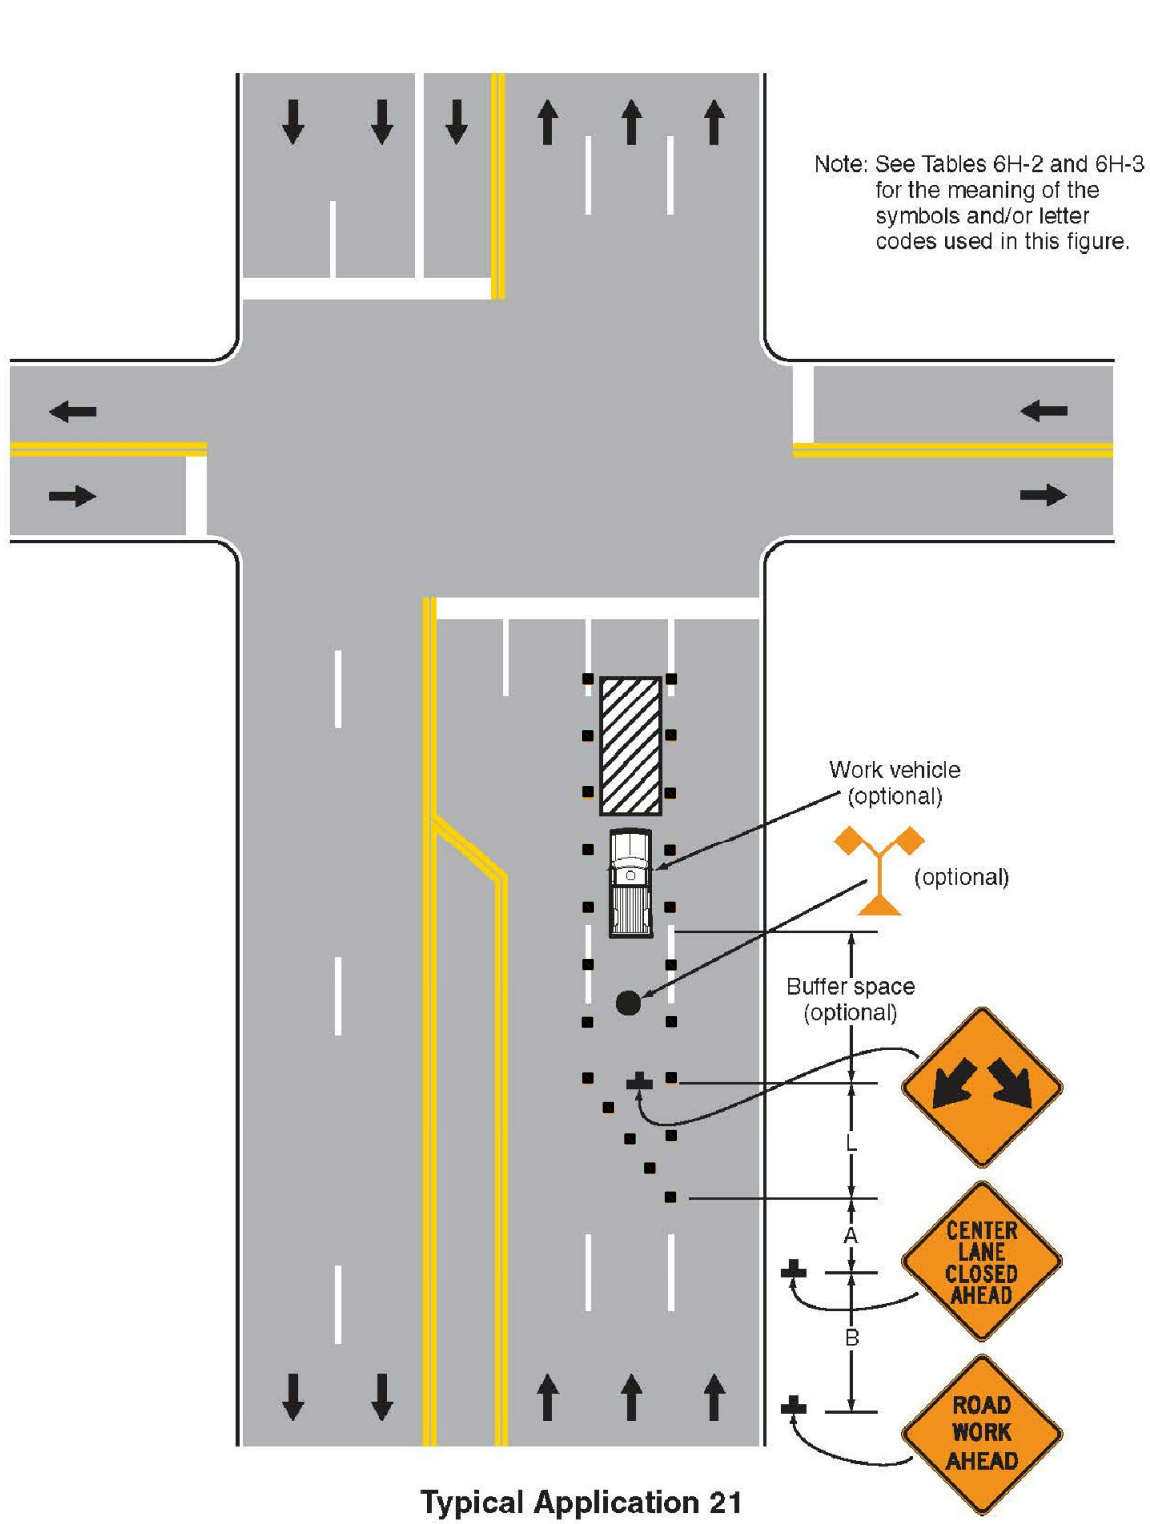 Note: See Tables 6H-2 and 6H-3
for the meaning of the
symbols and/or letter
codes used in this figure.
Work vehicle
(optional)
(optional)
Buffer space
(optional)
L
A
CENTER
LANE
CLOSED
AHEAD
B
ROAD
WORK
AHEAD
Typical Application 21